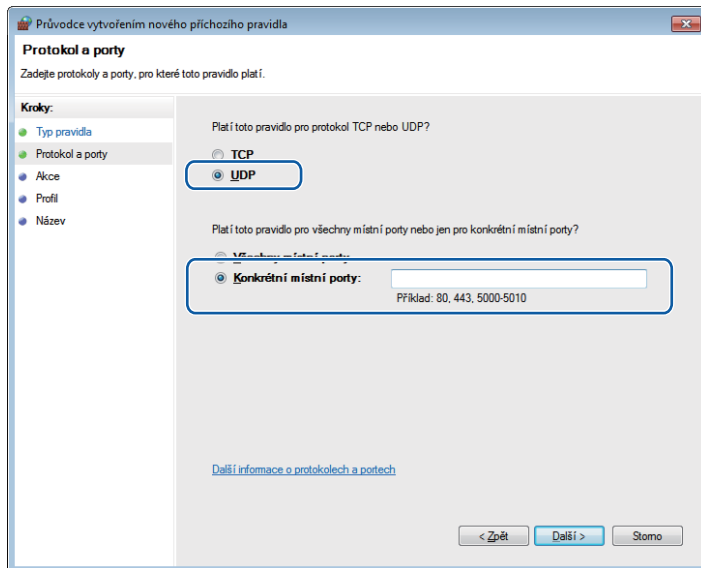 Průvodce vytvořením nového příchozího pravidla
Protokol a porty
Zadejte protokoly a porty, pro které toto pravidlo platí.
Kroky:
Typ pravidla
Protokol a porty
Akce
Profil
Název
Platí toto pravidlo pro protokol TCP nebo UDP?
TCP
UDP
Platí toto pravidlo pro všechny místní porty nebo jen pro konkrétní místní porty?
Všechny místní porty
Konkrétní místní porty:
Příklad: 80, 443, 5000-5010
Další informace o protokolech a portech
< Zpět
Další >
Storno